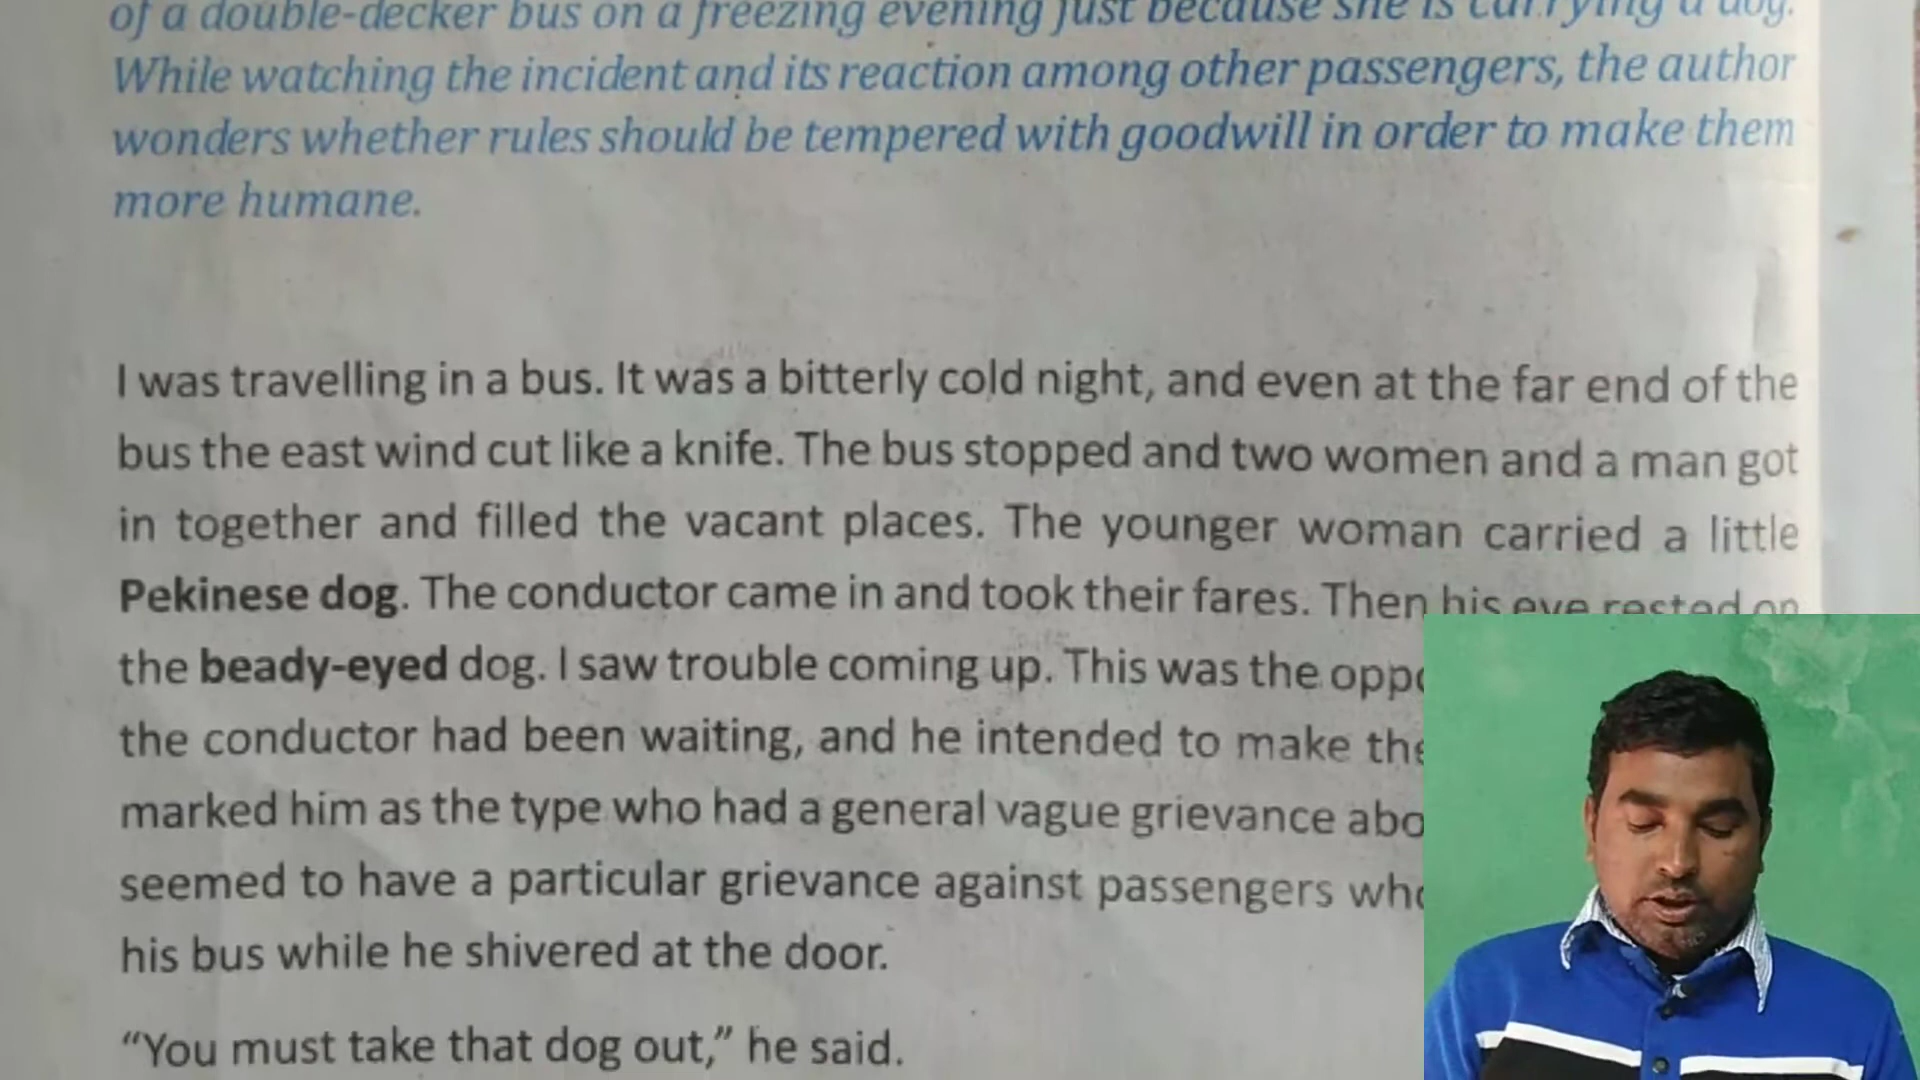 of a double-decker bus on a freezing evening just because she is carrying a dog.
While watching the incident and its reaction among other passengers, the author
wonders whether rules should be tempered with goodwill in order to make them
more humane.
I was travelling in a bus. It was a bitterly cold night, and even at the far end of the
bus the east wind cut like a knife. The bus stopped and two women and a man got
in together and filled the vacant places. The younger woman carried a little
Pekinese dog. The conductor came in and took their fares. Then his eye rested on
the beady-eyed dog. I saw trouble coming up. This was the
the conductor had been waiting, and he intended to make
marked him as the type who had a general vague grievance
seemed to have a particular grievance against passengers
his bus while he shivered at the door.
“You must take that dog out,” he said.